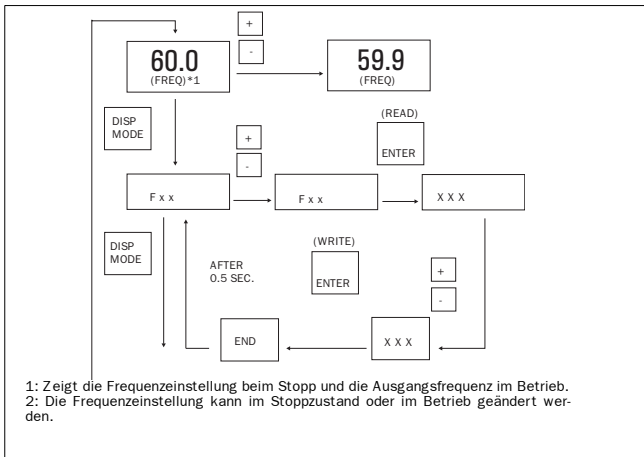 +
-
60.0
(FREQ)*1
59.9
(FREQ)
DISP
MODE
+
-
(READ)
ENTER
F x x
F x x
X X X
DISP
MODE
AFTER
0.5 SEC.
(WRITE)
ENTER
+
-
END
X X X
1: Zeigt die Frequenzeinstellung beim Stopp und die Ausgangsfrequenz im Betrieb.
2: Die Frequenzeinstellung kann im Stoppzustand oder im Betrieb geändert wer-
den.